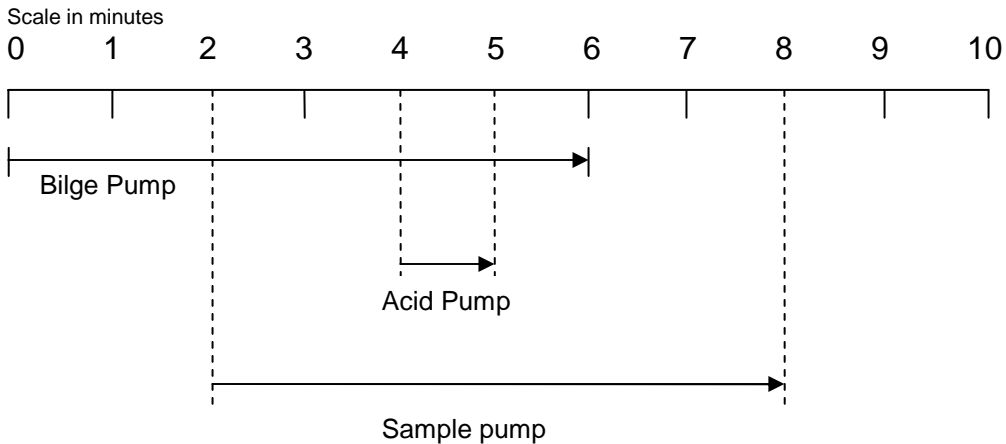 Scale in minutes
0 1 2 3 4 5 6 7 8 9 10
Bilge Pump
Acid Pump
Sample pump